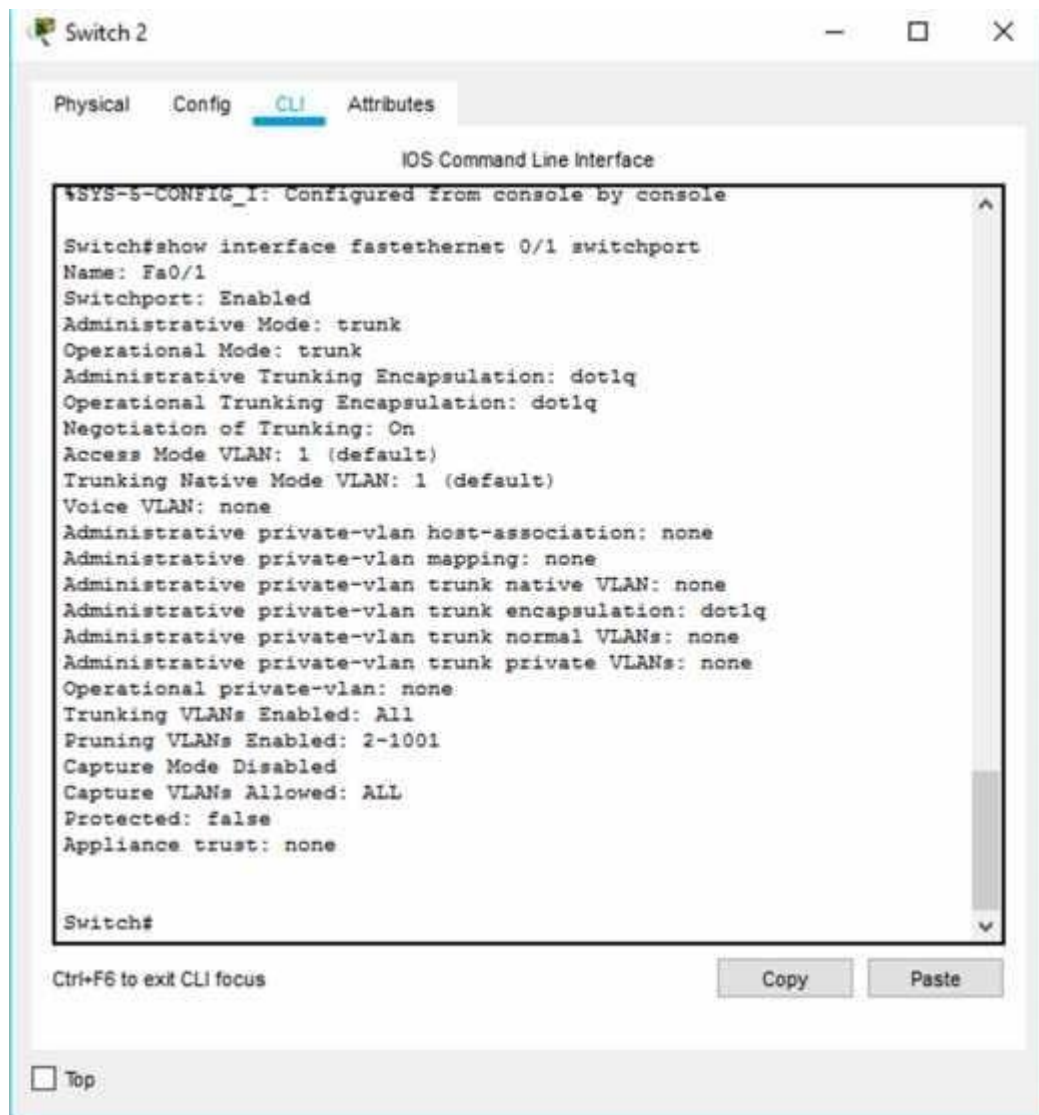 Switch 2
Physical Config CLI Attributes
IOS Command Line Interface
%SYS-5-CONFIG_I: Configured from console by console
Switch#show interface fastethernet 0/1 switchport
Name: Fa0/1
Switchport: Enabled
Administrative Mode: trunk
Operational Mode: trunk
Administrative Trunking Encapsulation: dot1q
Operational Trunking Encapsulation: dot1q
Negotiation of Trunking: On
Access Mode VLAN: 1 (default)
Trunking Native Mode VLAN: 1 (default)
Voice VLAN: none
Administrative private-vlan host-association: none
Administrative private-vlan mapping: none
Administrative private-vlan trunk native VLAN: none
Administrative private-vlan trunk encapsulation: dot1q
Administrative private-vlan trunk normal VLANs: none
Administrative private-vlan trunk private VLANs: none
Operational private-vlan: none
Trunking VLANs Enabled: All
Pruning VLANs Enabled: 2-1001
Capture Mode Disabled
Capture VLANs Allowed: ALL
Protected: false
Appliance trust: none
Switch#
Ctrl+F6 to exit CLI focus
Copy Paste
Top